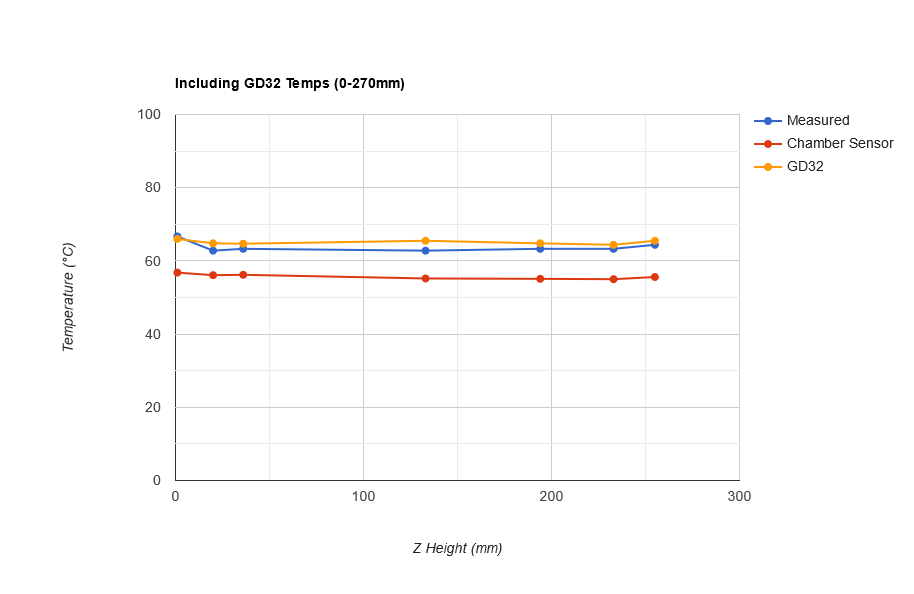 Including GD32 Temps (0-270mm)
Measured
Chamber Sensor
GD32
Temperature (°C)
100
80
60
40
20
0
0 100 200 300
Z Height (mm)